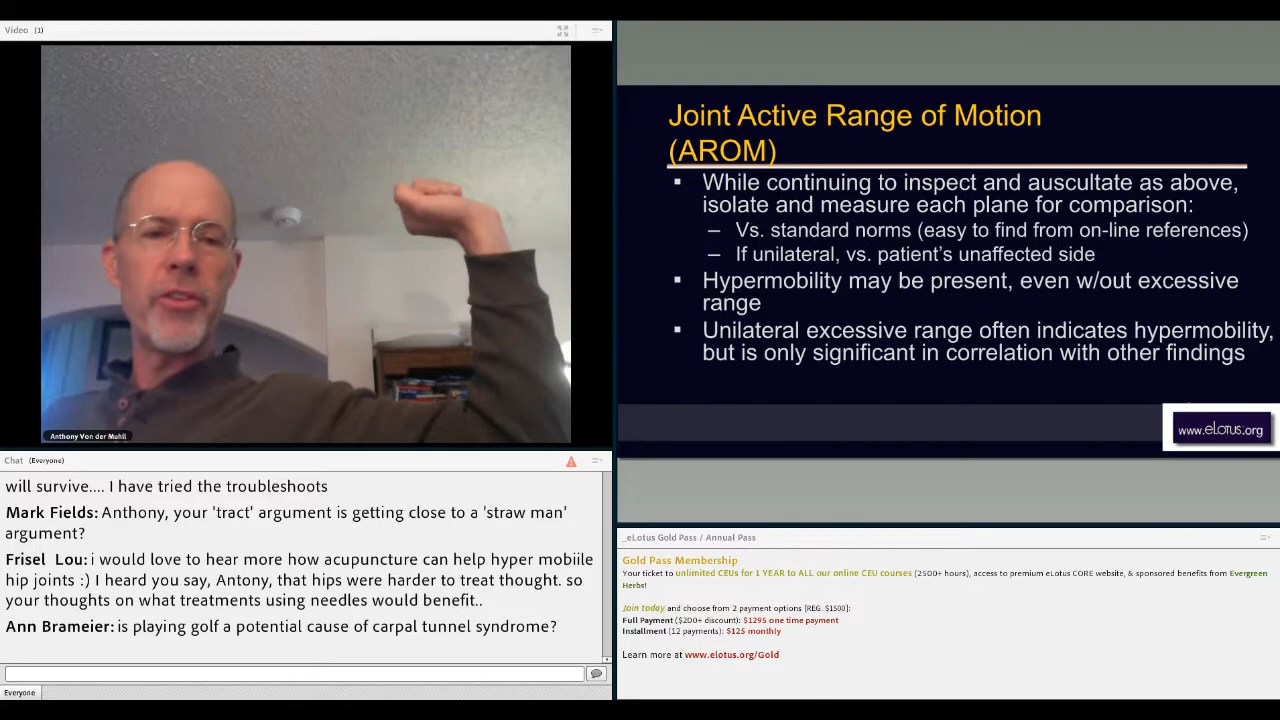 Video (1)
Anthony Von der Muhll
Joint Active Range of Motion
(AROM)
▪ While continuing to inspect and auscultate as above,
isolate and measure each plane for comparison:
– Vs. standard norms (easy to find from on-line references)
– If unilateral, vs. patient's unaffected side
▪ Hypermobility may be present, even w/out excessive
range
▪ Unilateral excessive range often indicates hypermobility,
but is only significant in correlation with other findings
www.eLotus.org
Chat (Everyone)
will survive.... I have tried the troubleshoots
Mark Fields: Anthony, your 'tract' argument is getting close to a 'straw man'
argument?
Frisel Lou: i would love to hear more how acupuncture can help hyper mobiile
hip joints :) I heard you say, Antony, that hips were harder to treat thought. so
your thoughts on what treatments using needles would benefit..
Ann Brameier: is playing golf a potential cause of carpal tunnel syndrome?
Everyone
_eLotus Gold Pass / Annual Pass
Gold Pass Membership
Your ticket to unlimited CEUs for 1 YEAR to ALL our online CEU courses (2500+ hours), access to premium eLotus CORE website, & sponsored benefits from Evergreen
Herbs!
Join today and choose from 2 payment options [REG. $1500]:
Full Payment ($200+ discount): $1295 one time payment
Installment (12 payments): $125 monthly
Learn more at www.elotus.org/Gold